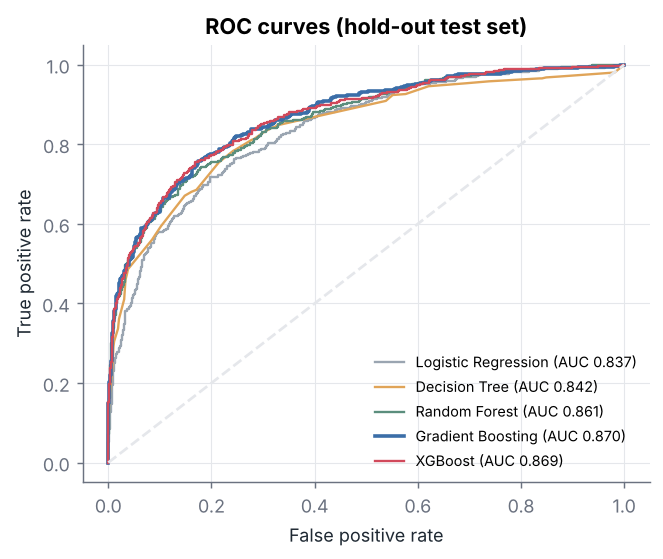 ROC curves (hold-out test set)
True positive rate
1.0
0.8
0.6
0.4
0.2
0.0
Logistic Regression (AUC 0.837)
Decision Tree (AUC 0.842)
Random Forest (AUC 0.861)
Gradient Boosting (AUC 0.870)
XGBoost (AUC 0.869)
0.0 0.2 0.4 0.6 0.8 1.0
False positive rate